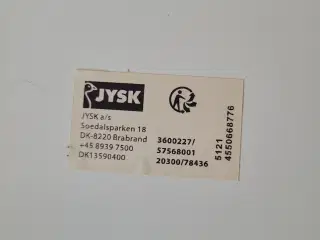 JYSK
JYSK a/s
Soedalsparken 18
DK-8220 Brabrand
+45 8939 7500
DK13590400
3600227/
57568001
20300/78436
5121
4550668776